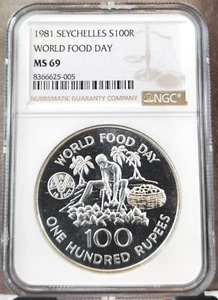 1981 SEYCHELLES S100R
WORLD FOOD DAY
MS 69
8366625-005
NUMISMATIC GUARANTY COMPANY
NGC
WORLD FOOD DAY
100
ONE HUNDRED RUPEES